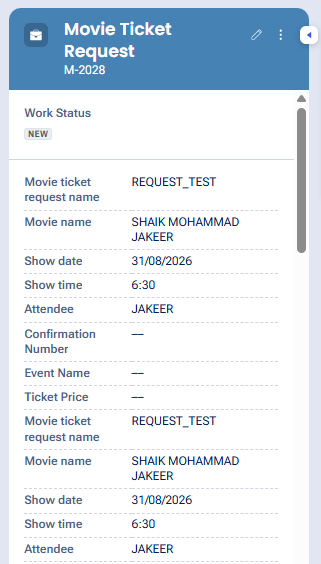 Movie Ticket
Request
M-2028
Work Status
NEW
Movie ticket
request name
REQUEST_TEST
Movie name
SHAIK MOHAMMAD
JAKEER
Show date
31/08/2026
Show time
6:30
Attendee
JAKEER
Confirmation
Number
—
Event Name
—
Ticket Price
—
Movie ticket
request name
REQUEST_TEST
Movie name
SHAIK MOHAMMAD
JAKEER
Show date
31/08/2026
Show time
6:30
Attendee
JAKEER